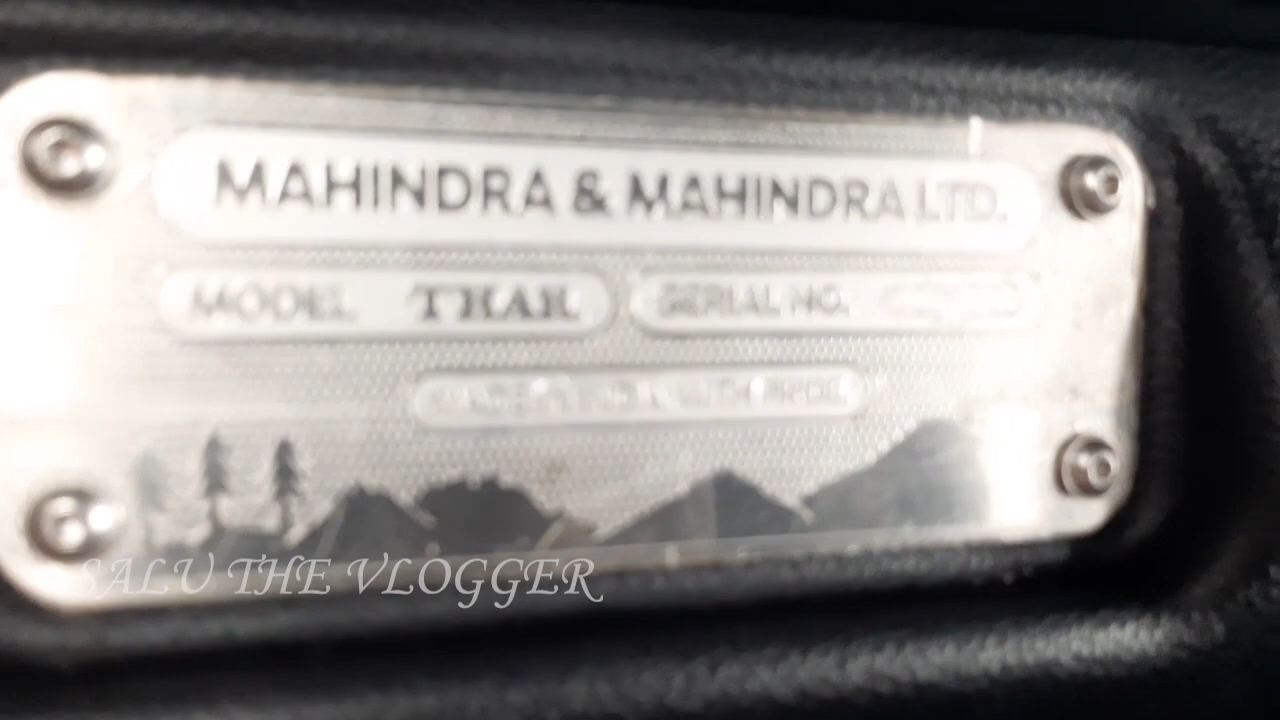 MAHINDRA & MAHINDRA LTD.
MODEL THAR SERIAL NO.
SALU THE VLOGGER